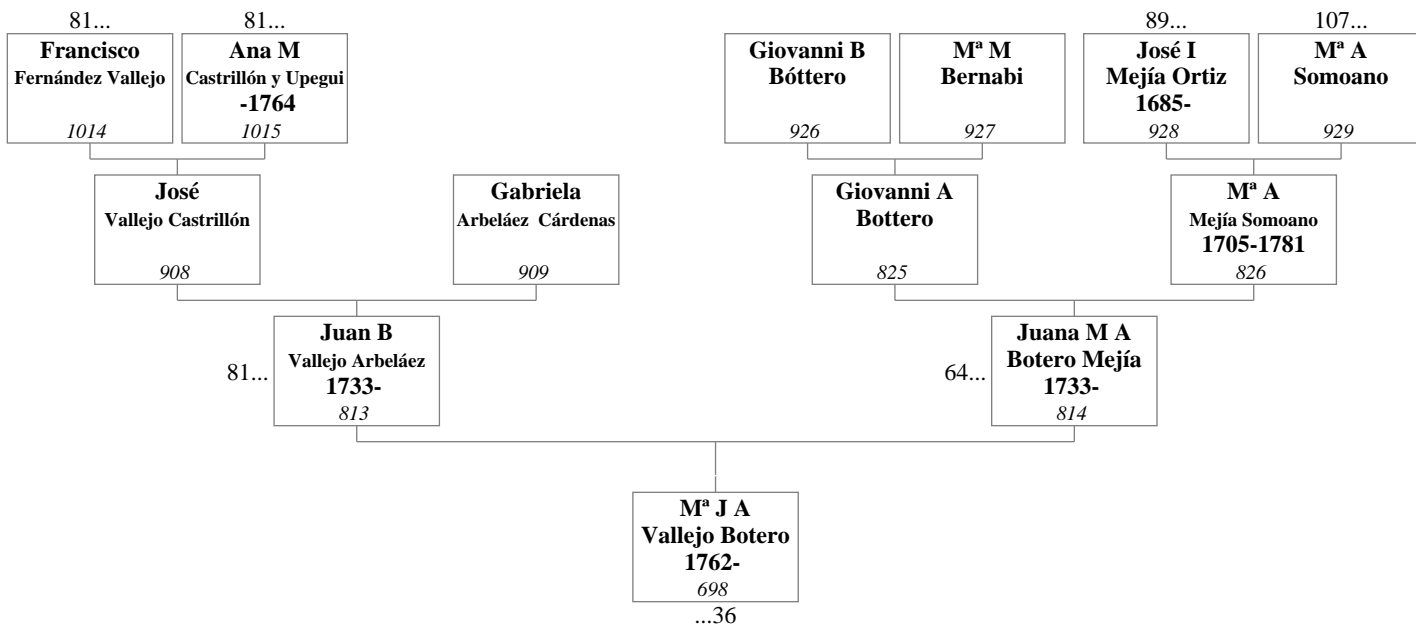 81...
81...
89...
107...
Francisco
Fernández Vallejo
1014
Ana M
Castrillón y Upegui
-1764
1015
Giovanni B
Bóttero
926
Mª M
Bernabi
927
José I
Mejía Ortiz
1685-
928
Mª A
Somoano
929
José
Vallejo Castrillón
908
Gabriela
Arbeláez Cárdenas
909
Giovanni A
Bottero
825
Mª A
Mejía Somoano
1705-1781
826
81...
Juan B
Vallejo Arbeláez
1733-
813
64...
Juana M A
Botero Mejía
1733-
814
Mª J A
Vallejo Botero
1762-
698
...36